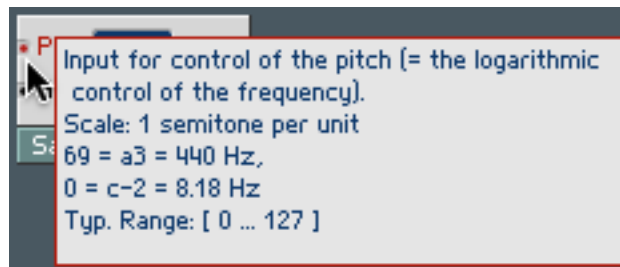 P
Input for control of the pitch (= the logarithmic
control of the frequency).
Scale: 1 semitone per unit
69 = a3 = 440 Hz,
0 = c-2 = 8.18 Hz
Typ. Range: [ 0 ... 127 ]